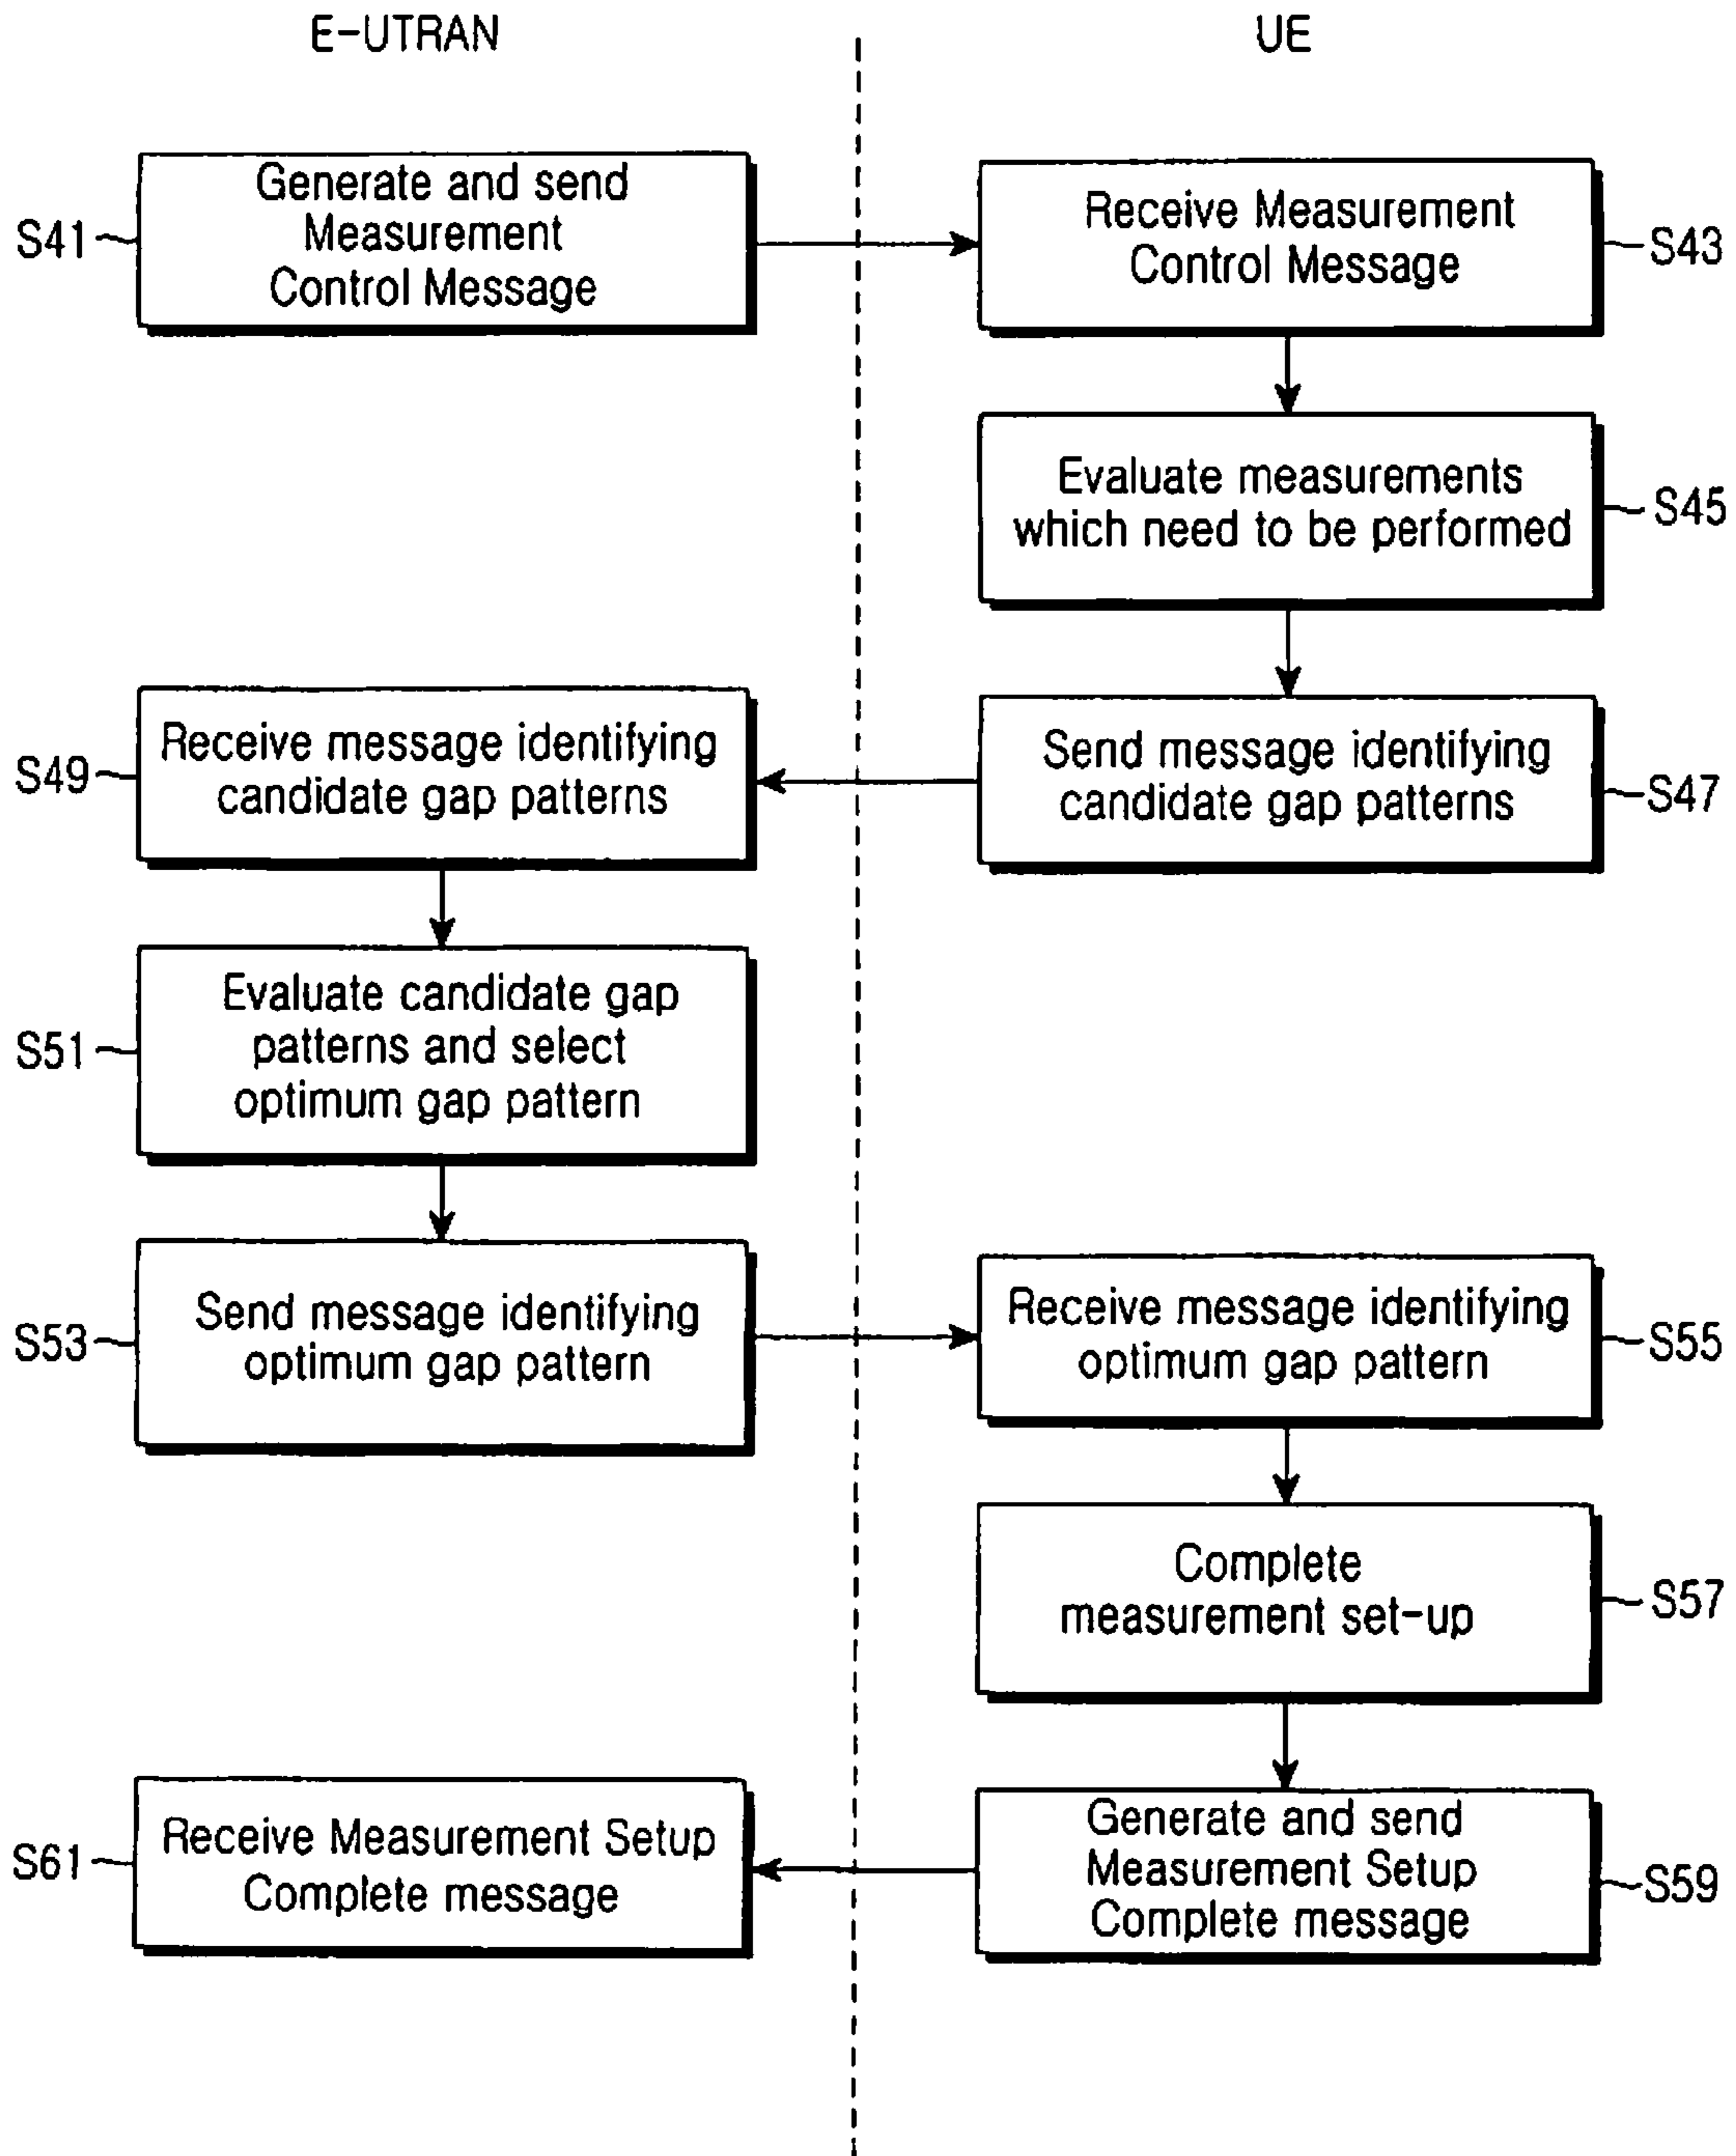 E-UTRAN
UE
S41
Generate and send
Measurement
Control Message
Receive Measurement
Control Message
S43
Evaluate measurements
which need to be performed
S45
S49
Receive message identifying
candidate gap patterns
Send message identifying
candidate gap patterns
S47
S51
Evaluate candidate gap
patterns and select
optimum gap pattern
S53
Send message identifying
optimum gap pattern
Receive message identifying
optimum gap pattern
S55
Complete
measurement set-up
S57
S61
Receive Measurement Setup
Complete message
Generate and send
Measurement Setup
Complete message
S59